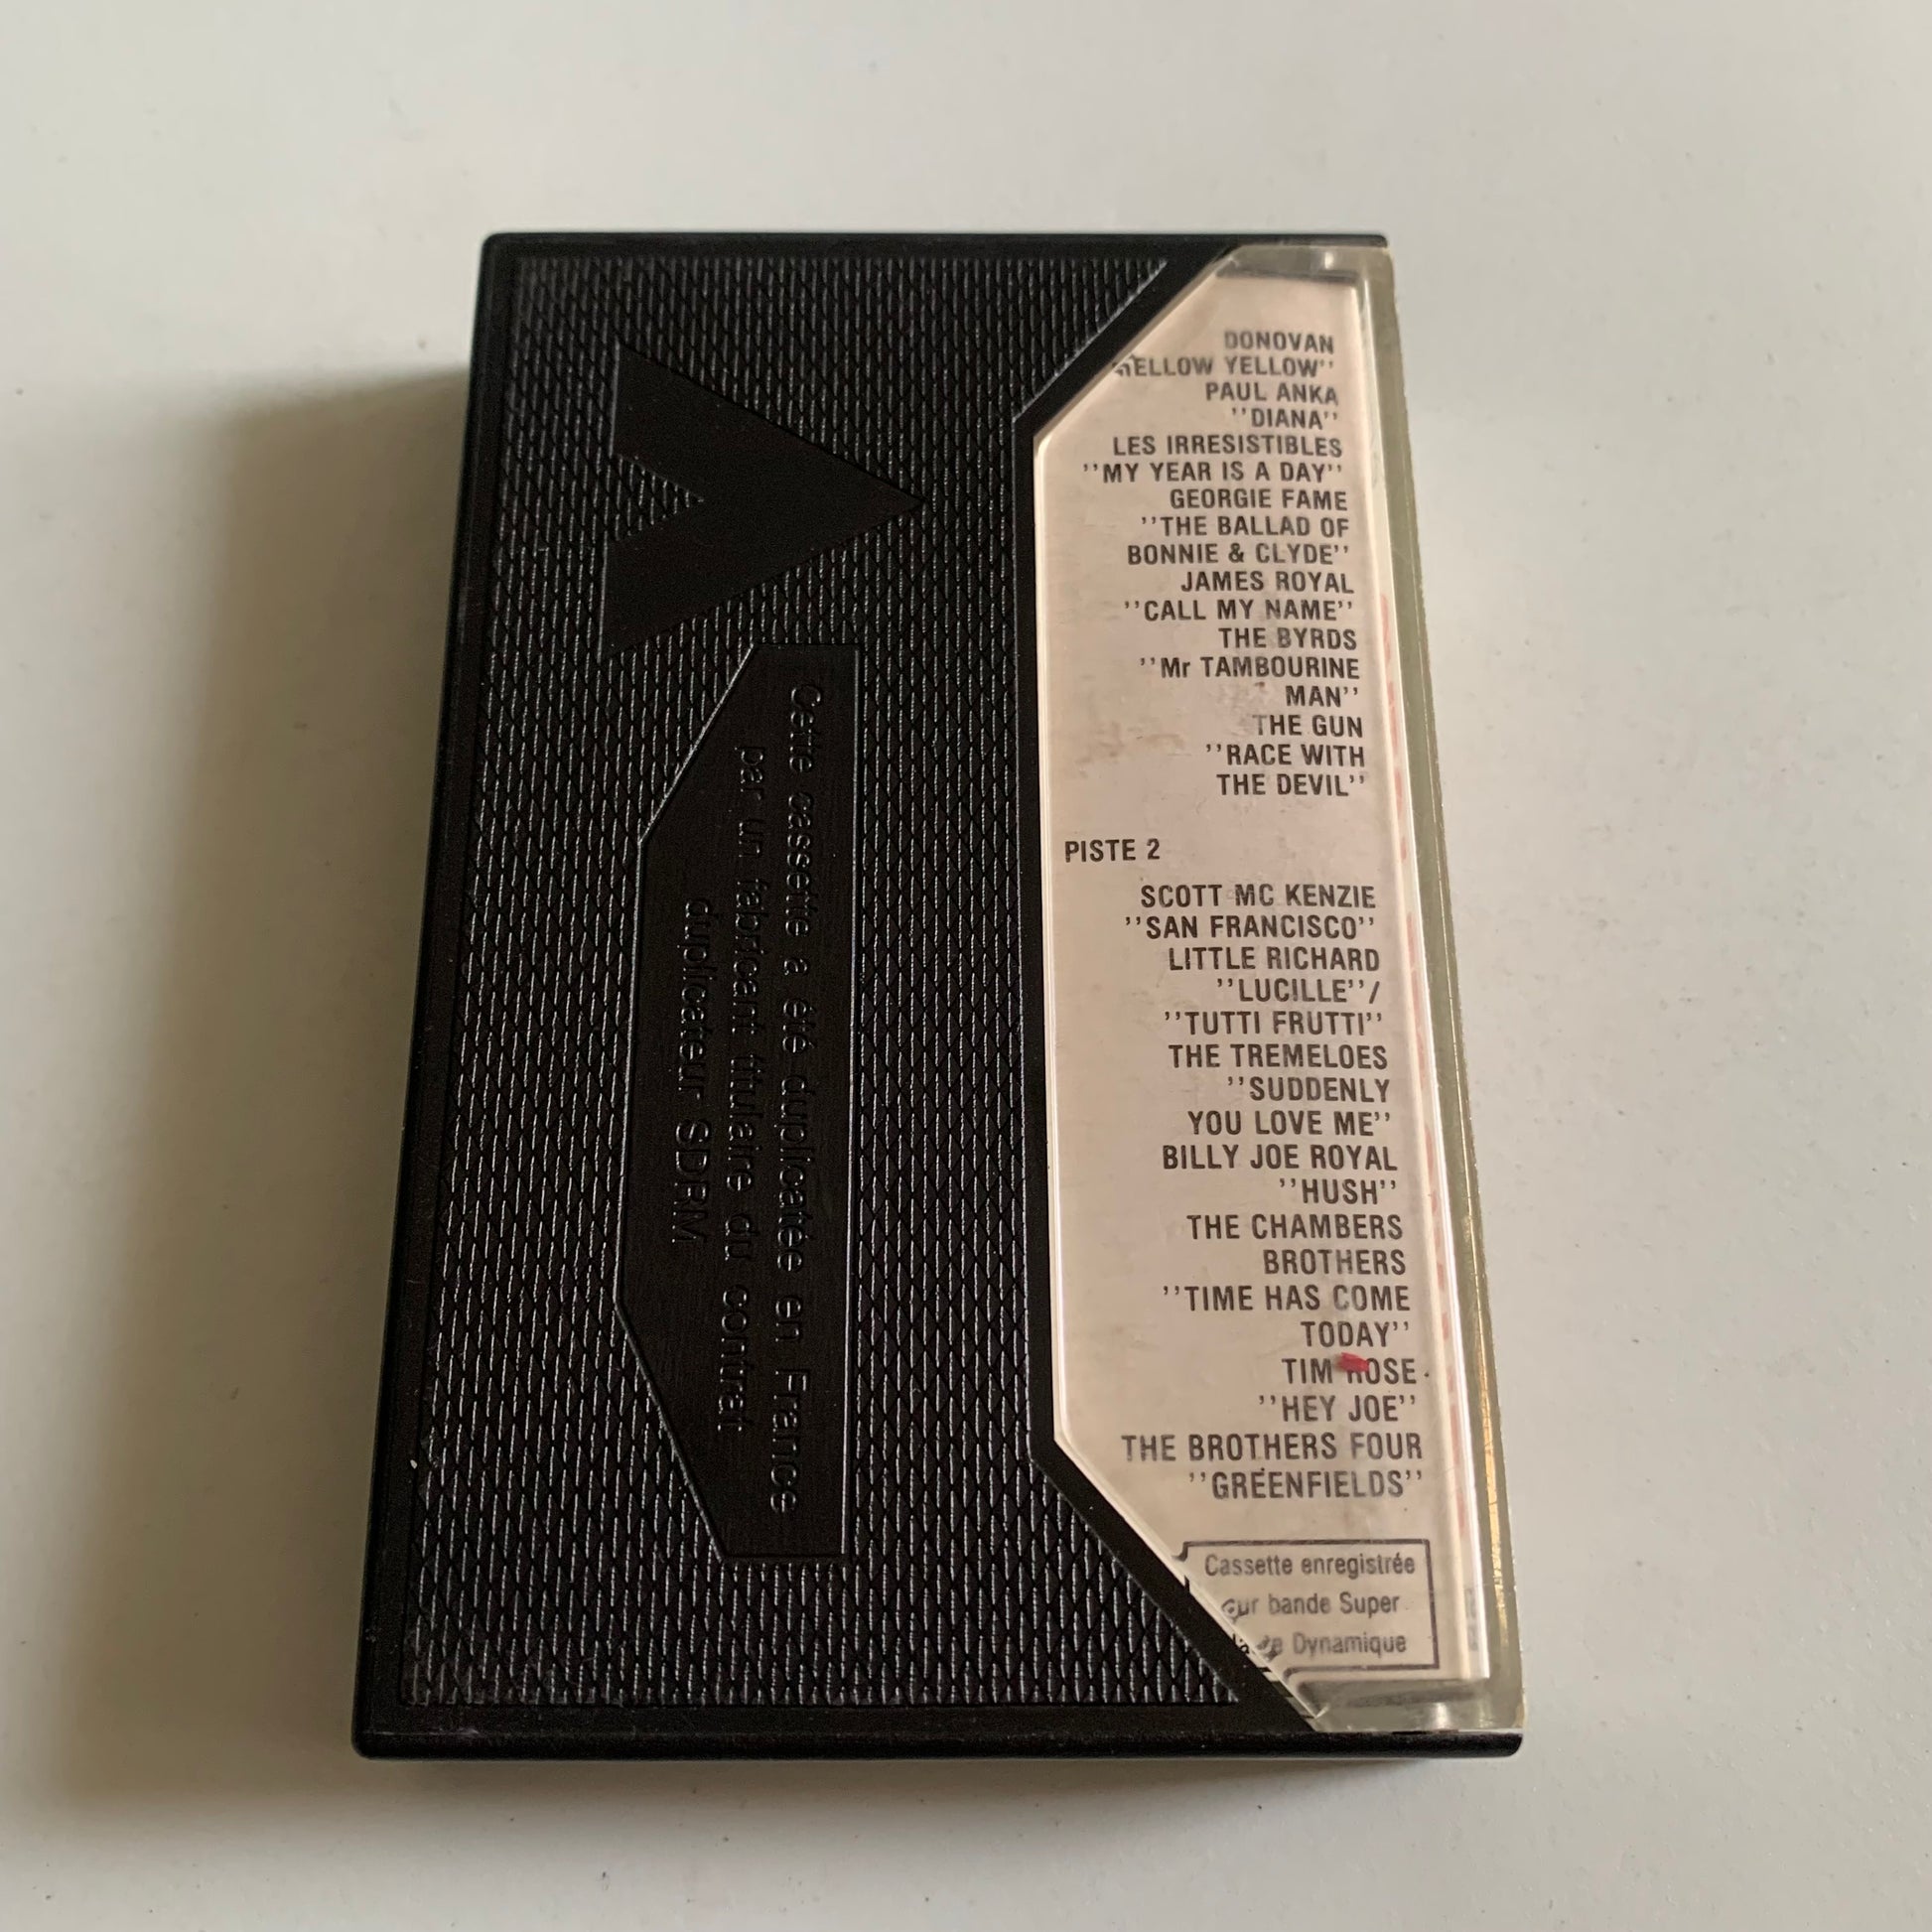 DONOVAN
ELLOW YELLOW''
PAUL ANKA
''DIANA''
LES IRRESISTIBLES
''MY YEAR IS A DAY''
GEORGIE FAME
''THE BALLAD OF
BONNIE & CLYDE''
JAMES ROYAL
''CALL MY NAME''
THE BYRDS
''Mr TAMBOURINE
MAN''
THE GUN
''RACE WITH
THE DEVIL''
PISTE 2
SCOTT MC KENZIE
''SAN FRANCISCO''
LITTLE RICHARD
''LUCILLE''/
''TUTTI FRUTTI''
THE TREMELOES
''SUDDENLY
YOU LOVE ME''
BILLY JOE ROYAL
''HUSH''
THE CHAMBERS
BROTHERS
''TIME HAS COME
TODAY''
TIM ROSE
''HEY JOE''
THE BROTHERS FOUR
''GREENFIELDS''
Cassette enregistrée
sur bande Super
Dynamique
Cette cassette a été duplicatée en France
par un fabricant titulaire du contrat
duplicateur SDRM